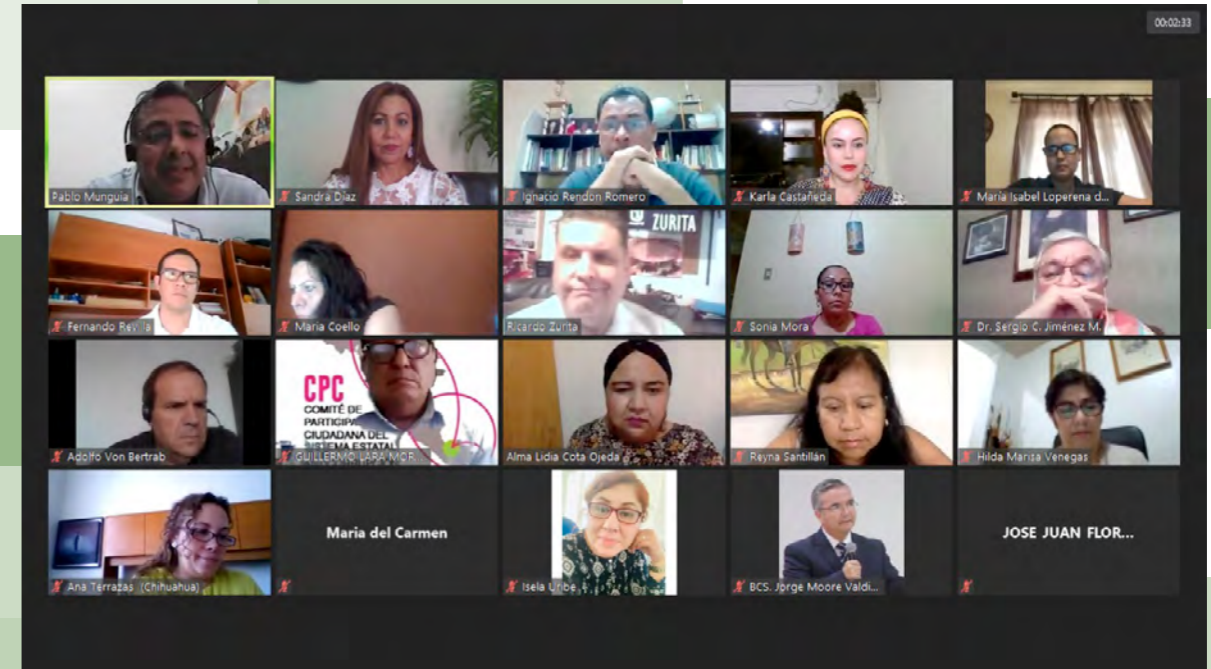 00:02:33
Pablo Munguia
Sandra Díaz
Ignacio Rendon Romero
Karla Castañeda
María Isabel Loperena d...
Fernando Revilla
Maria Coello
ZURITA
Ricardo Zurita
Sonia Mora
Dr. Sergio C. Jiménez M.
Adolfo Von Bertrab
CPC
COMITÉ DE
PARTICIPA
CIUDADANA DEL
SISTEMA ESTATAL
GUILLERMO LARA MOR...
Alma Lidia Cota Ojeda
Reyna Santillán
Hilda Marisa Venegas
Ana Terrazas (Chihuahua)
Maria del Carmen
Isela Uribe
BCS. Jorge Moore Valdi...
JOSE JUAN FLOR...